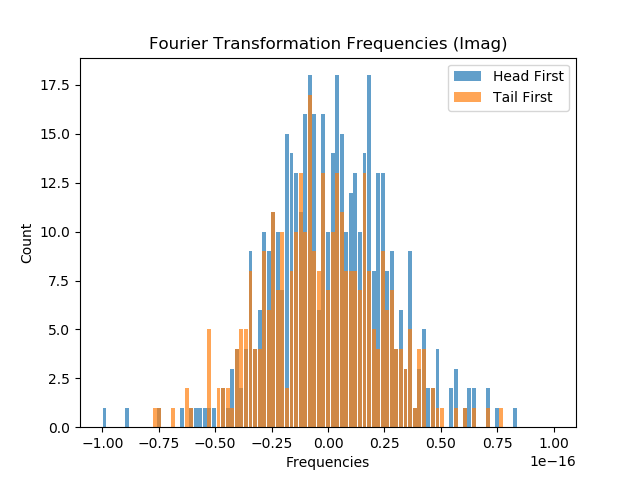 Fourier Transformation Frequencies (Imag)
Head First
Tail First
17.5
15.0
12.5
10.0
7.5
5.0
2.5
0.0
Count
−1.00 −0.75 −0.50 −0.25 0.00 0.25 0.50 0.75 1.00
Frequencies
1e−16